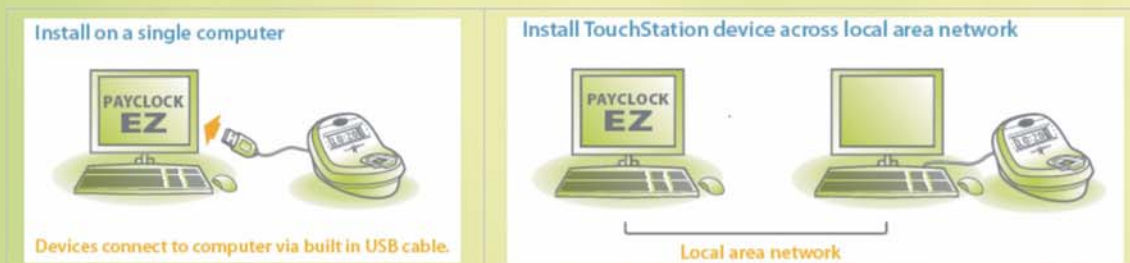 Install on a single computer
PAYCLOCK
EZ
Devices connect to computer via built in USB cable.
Install TouchStation device across local area network
PAYCLOCK
EZ
Local area network